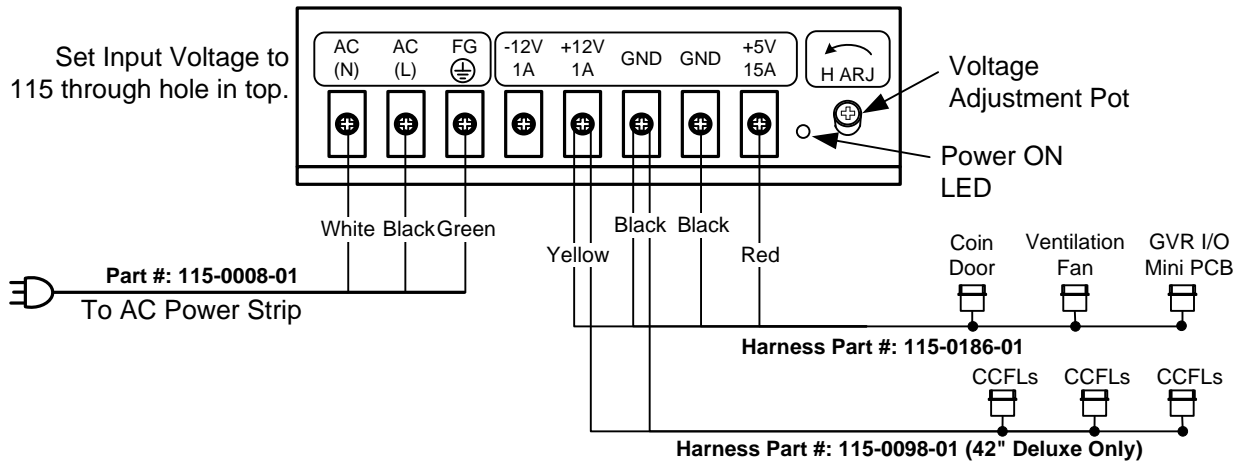 Set Input Voltage to
115 through hole in top.
AC
(N)
AC
(L)
FG
-12V
1A
+12V
1A
GND
GND
+5V
15A
H ARJ
Voltage
Adjustment Pot
Power ON
LED
White
Black
Green
Yellow
Black
Black
Red
Part #: 115-0008-01
To AC Power Strip
Coin
Door
Ventilation
Fan
GVR I/O
Mini PCB
Harness Part #: 115-0186-01
CCFLs
CCFLs
CCFLs
Harness Part #: 115-0098-01 (42" Deluxe Only)